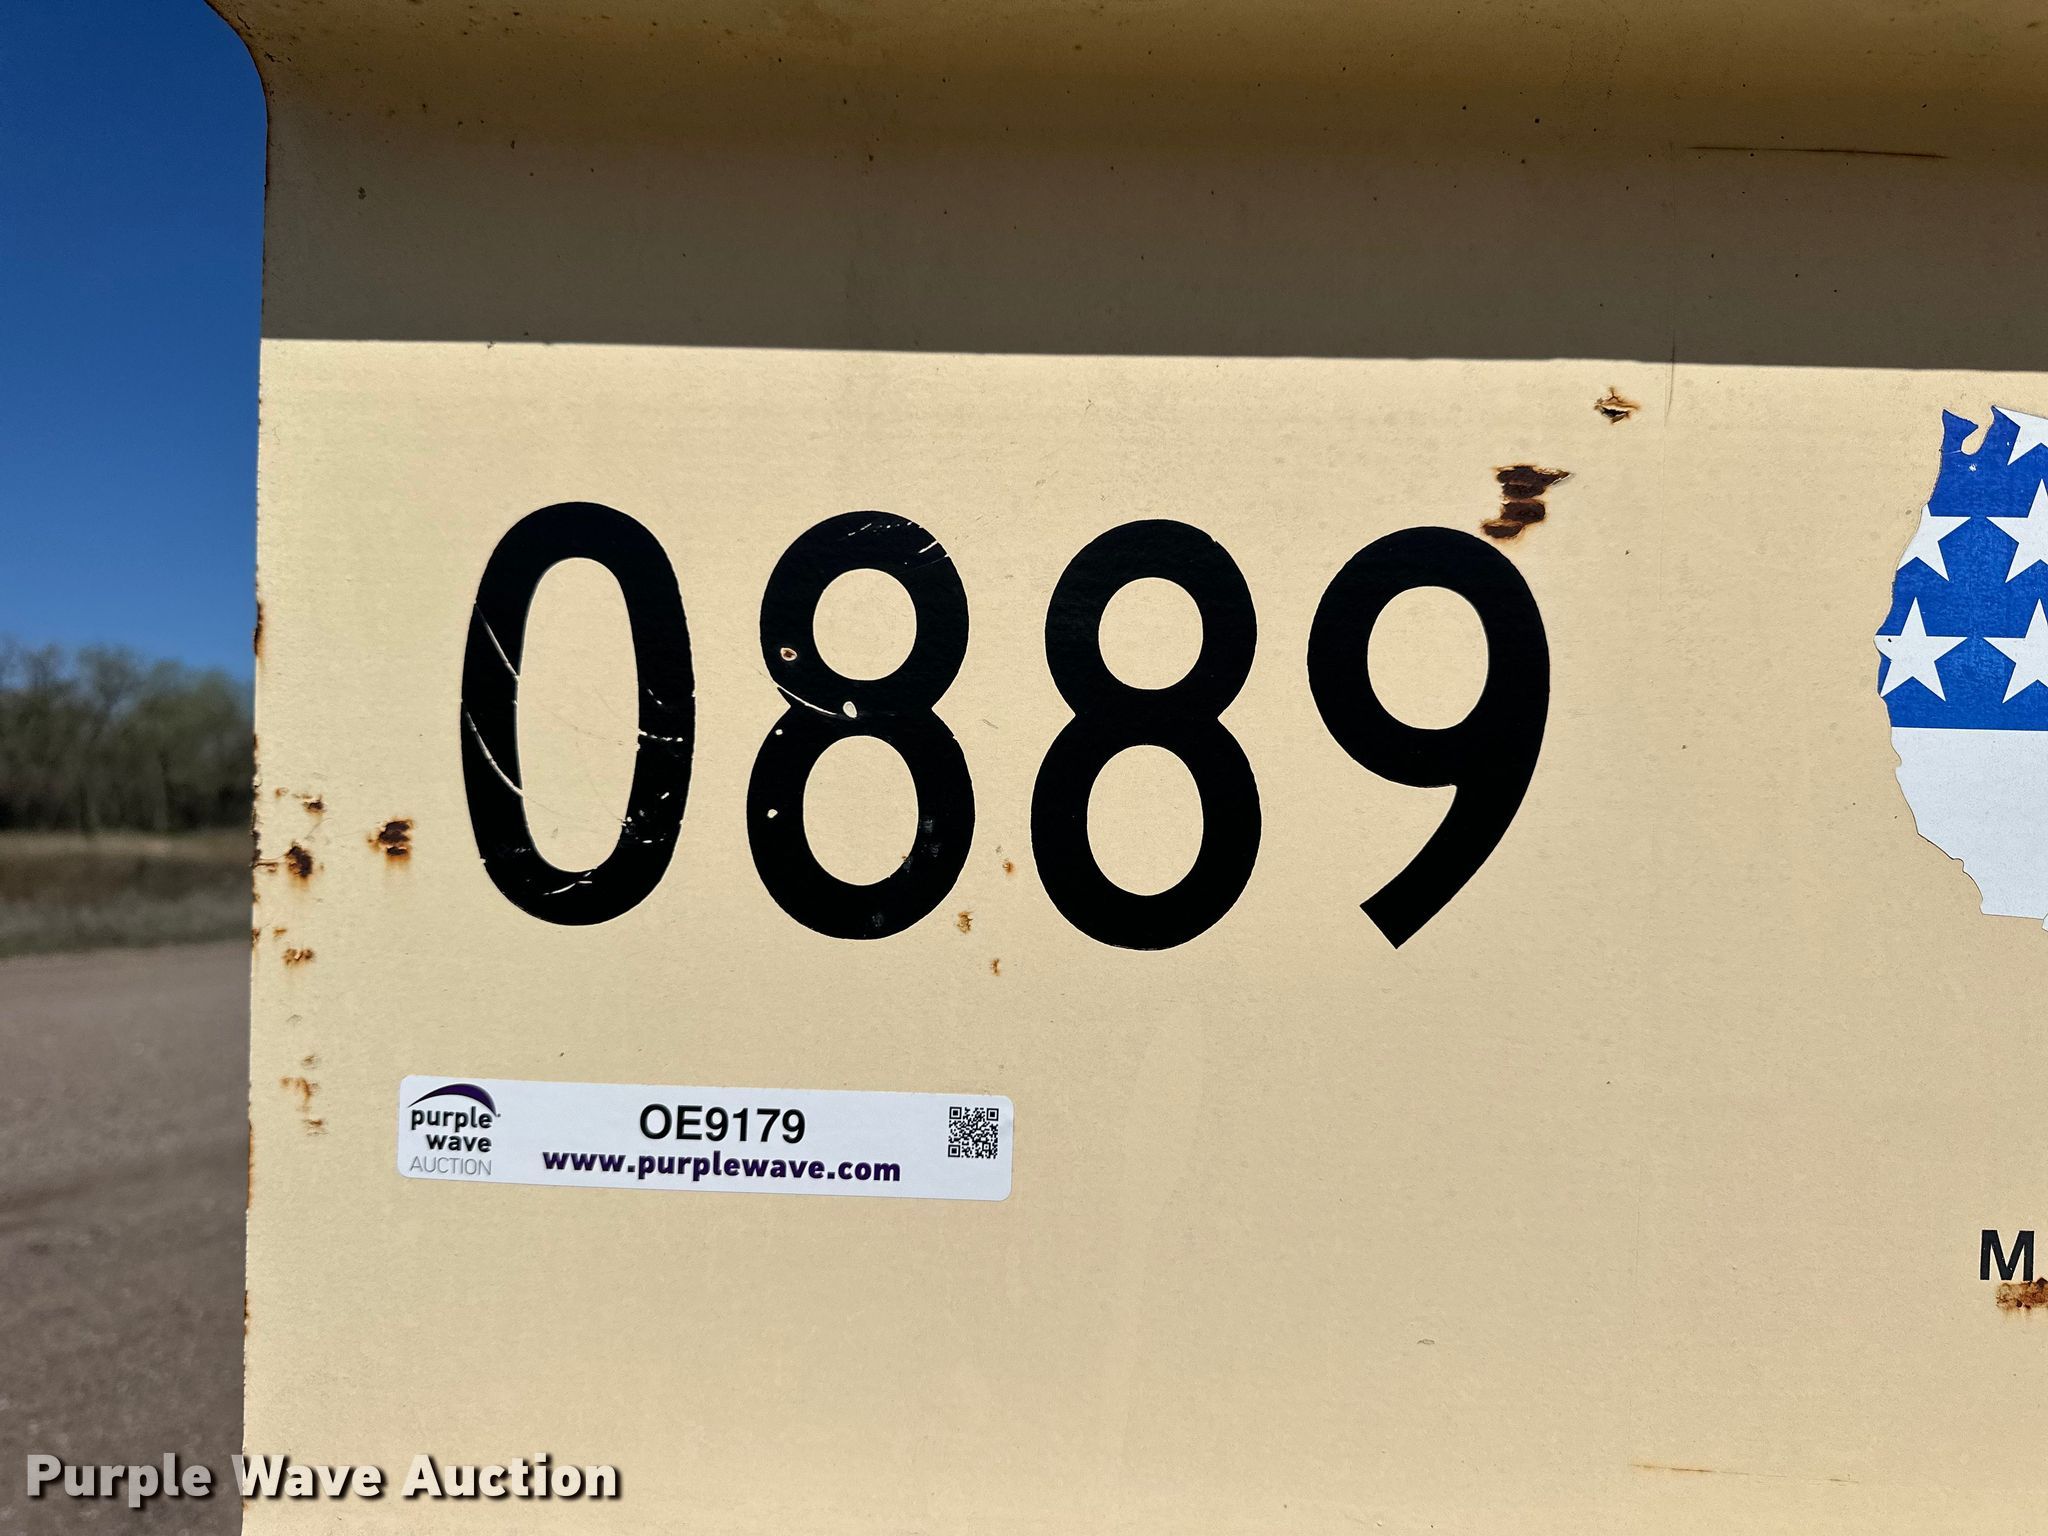 0889
purple
wave
AUCTION
OE9179
www.purplewave.com
M
Purple Wave Auction